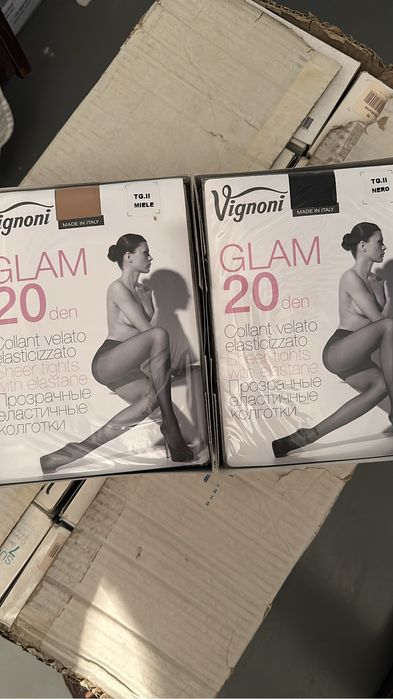 ignoni
MADE IN ITALY
TG.II
MIELE
GLAM
20 den
Collant velato
elasticizzato
Sheer tights
with elastane
Прозрачные
эластичные
колготки
Vignoni
MADE IN ITALY
TG.II
NERO
GLAM
20 den
Collant velato
elasticizzato
Sheer tights
with elastane
Прозрачные
эластичные
колготки